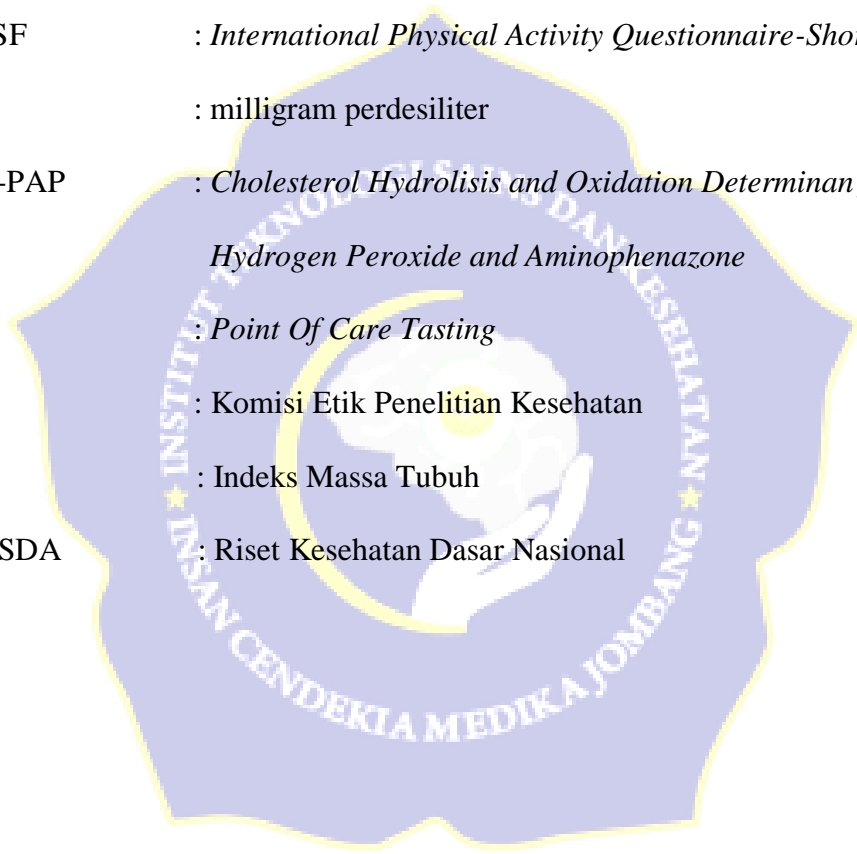 SF : International Physical Activity Questionnaire-Shor
: milligram perdesiliter
-PAP : Cholesterol Hydrolisis and Oxidation Determinan
Hydrogen Peroxide and Aminophenazone
: Point Of Care Tasting
: Komisi Etik Penelitian Kesehatan
: Indeks Massa Tubuh
SDA : Riset Kesehatan Dasar Nasional
INSTITUT TEKNOLOGI SAINS DAN KESEHATAN
INSAN CENDEKIA MEDIKA JOMBANG